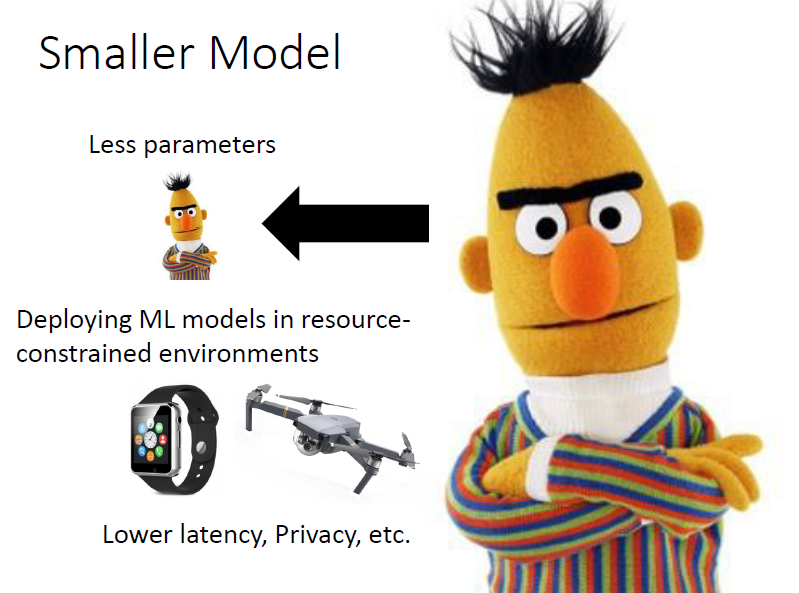 Smaller Model
Less parameters
Deploying ML models in resource-
constrained environments
Lower latency, Privacy, etc.